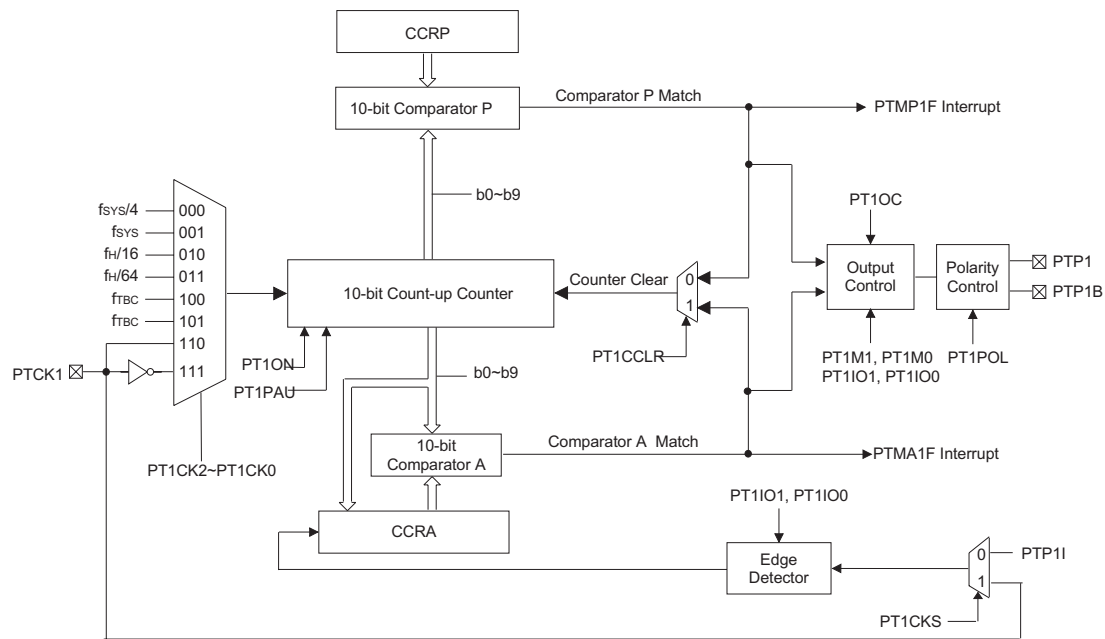 CCRP
10-bit Comparator P
Comparator P Match
PTMP1F Interrupt
b0~b9
fSYS/4
000
fSYS
001
fH/16
010
fH/64
011
fTBC
100
fTBC
101
110
111
PTCK1
PT1CK2~PT1CK0
10-bit Count-up Counter
PT1ON
PT1PAU
Counter Clear
0
1
PT1CCLR
PT1OC
Output
Control
PT1M1, PT1M0
PT1IO1, PT1IO0
Polarity
Control
PT1POL
PTP1
PTP1B
b0~b9
10-bit
Comparator A
Comparator A Match
PTMA1F Interrupt
CCRA
PT1IO1, PT1IO0
Edge
Detector
0
1
PTP1I
PT1CKS